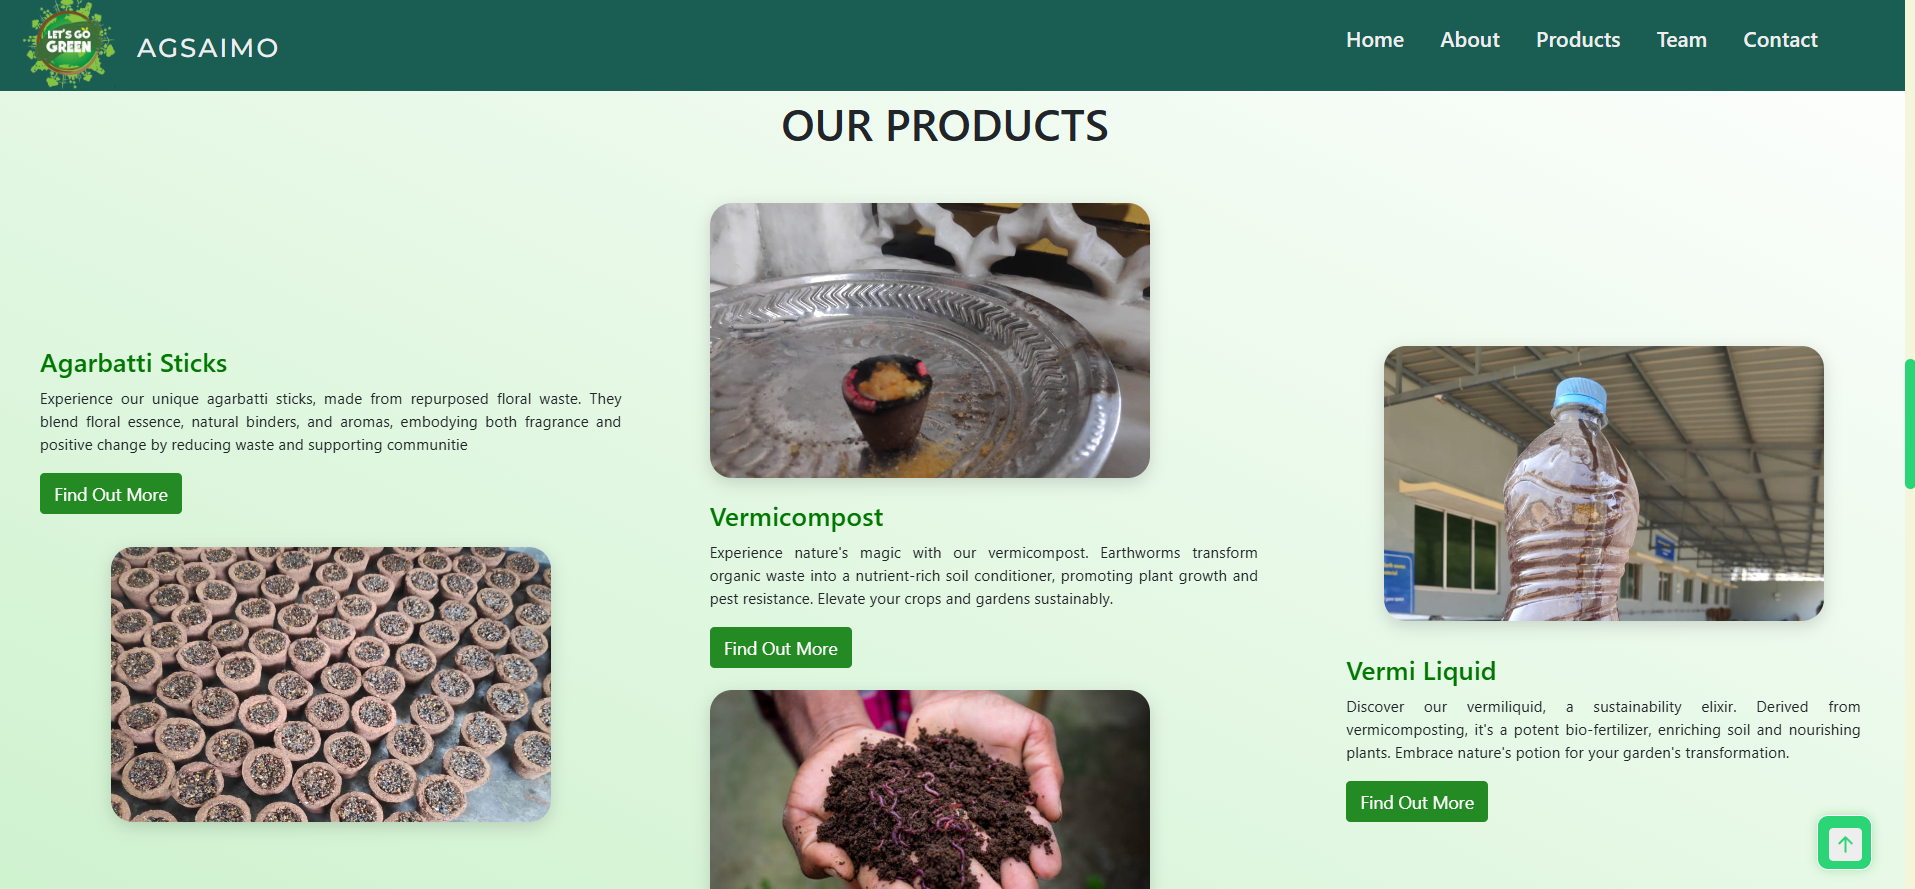 LET'S GO
GREEN
AGSAIMO
Home
About
Products
Team
Contact
OUR PRODUCTS
Agarbatti Sticks
Experience our unique agarbatti sticks, made from repurposed floral waste. They
blend floral essence, natural binders, and aromas, embodying both fragrance and
positive change by reducing waste and supporting communitie
Find Out More
Vermicompost
Experience nature's magic with our vermicompost. Earthworms transform
organic waste into a nutrient-rich soil conditioner, promoting plant growth and
pest resistance. Elevate your crops and gardens sustainably.
Find Out More
Vermi Liquid
Discover our vermiliquid, a sustainability elixir. Derived from
vermicomposting, it's a potent bio-fertilizer, enriching soil and nourishing
plants. Embrace nature's potion for your garden's transformation.
Find Out More